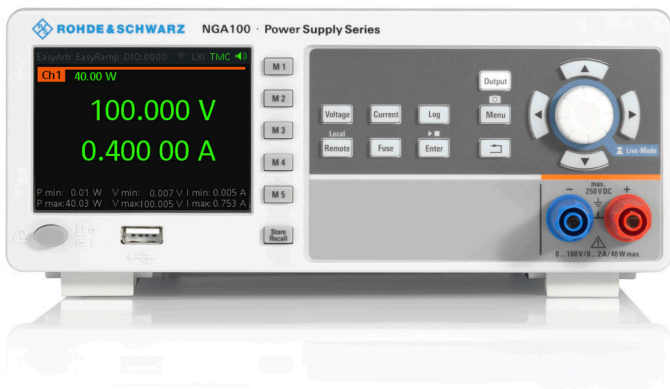 ROHDE&SCHWARZ NGA100 · Power Supply Series
EasyArb EasyRamp DIO:0000 LXI TMC
Ch1 40.00 W
100.000 V
0.400 00 A
P min: 0.01 W V min: 0.007 V I min: 0.005 A
P max:40.03 W V max:100.005 V I max: 0.753 A
M 1
M 2
M 3
M 4
M 5
Store
Recall
Output
Voltage Current Log Menu
Local
Remote Fuse Enter
Live-Mode
max.
250 V DC
- +
0...100 V / 0...2 A / 40 W max.